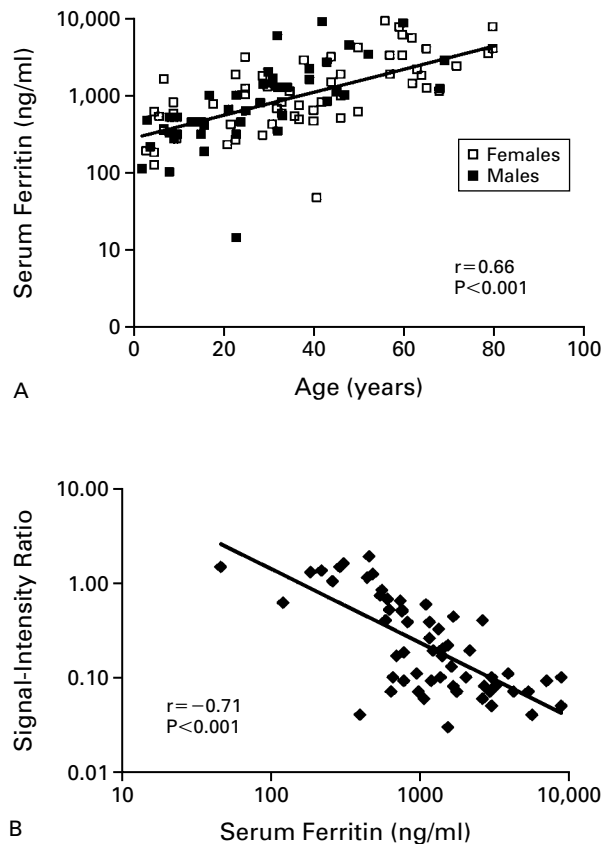 Serum Ferritin (ng/ml)
10,000
1,000
100
10
0
Females
Males
r=0.66
P<0.001
0 20 40 60 80 100
Age (years)
A
Signal-Intensity Ratio
10.00
1.00
0.10
0.01
r=−0.71
P<0.001
10 100 1000 10,000
Serum Ferritin (ng/ml)
B